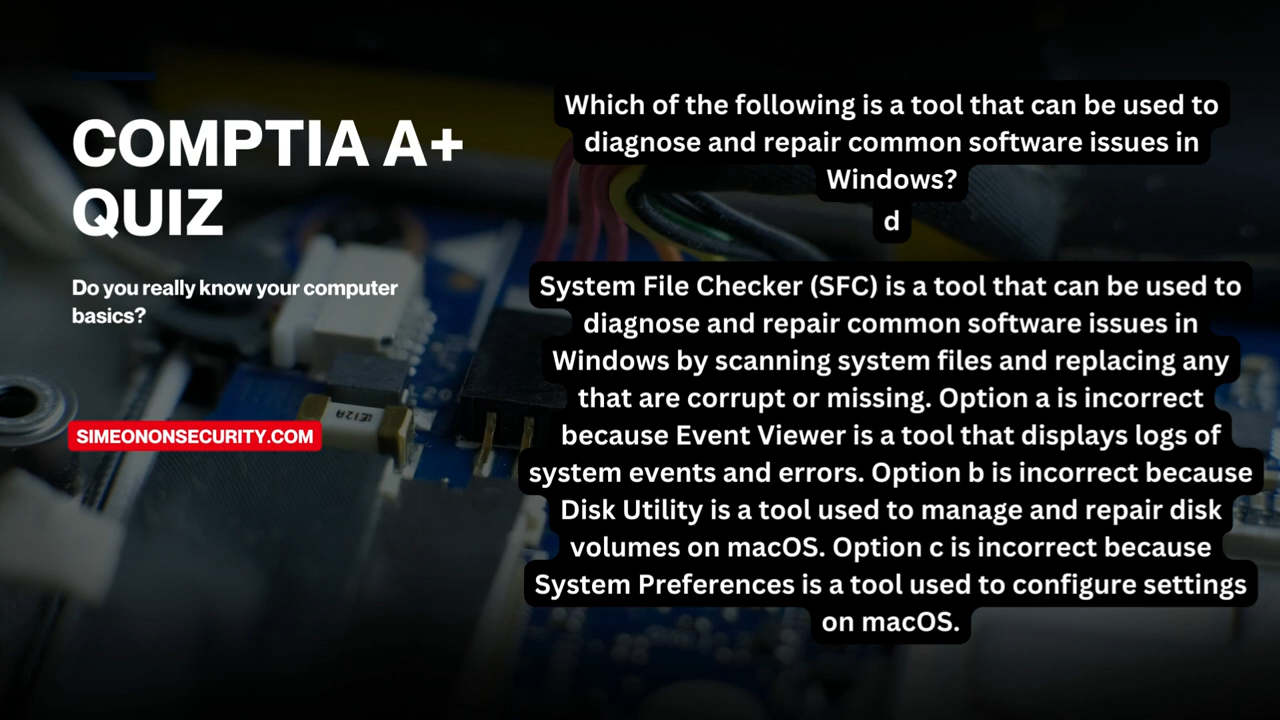 COMPTIA A+
QUIZ
Do you really know your computer
basics?
SIMEONONSECURITY.COM
Which of the following is a tool that can be used to
diagnose and repair common software issues in
Windows?
d
System File Checker (SFC) is a tool that can be used to
diagnose and repair common software issues in
Windows by scanning system files and replacing any
that are corrupt or missing. Option a is incorrect
because Event Viewer is a tool that displays logs of
system events and errors. Option b is incorrect because
Disk Utility is a tool used to manage and repair disk
volumes on macOS. Option c is incorrect because
System Preferences is a tool used to configure settings
on macOS.